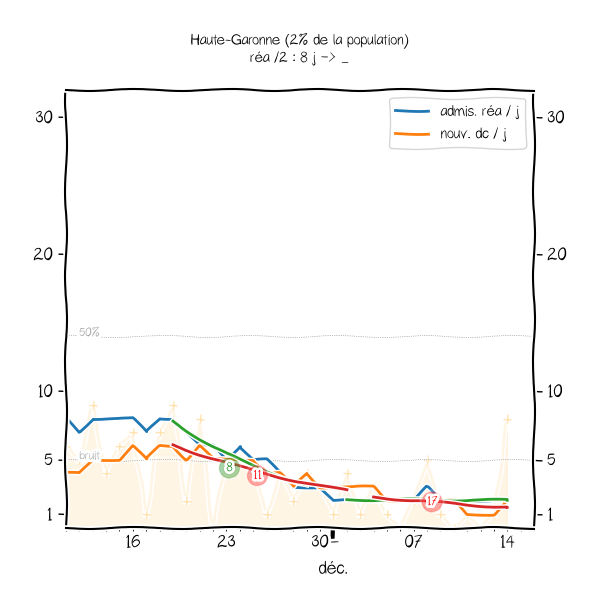 Haute-Garonne (2% de la population)
réa /2 : 8 j -> _
admis. réa / j
nouv. dc / j
30 30
20 20
50%
10 10
5 bruit 5
8 11
17
1 1
16 23 30 07 14
déc.